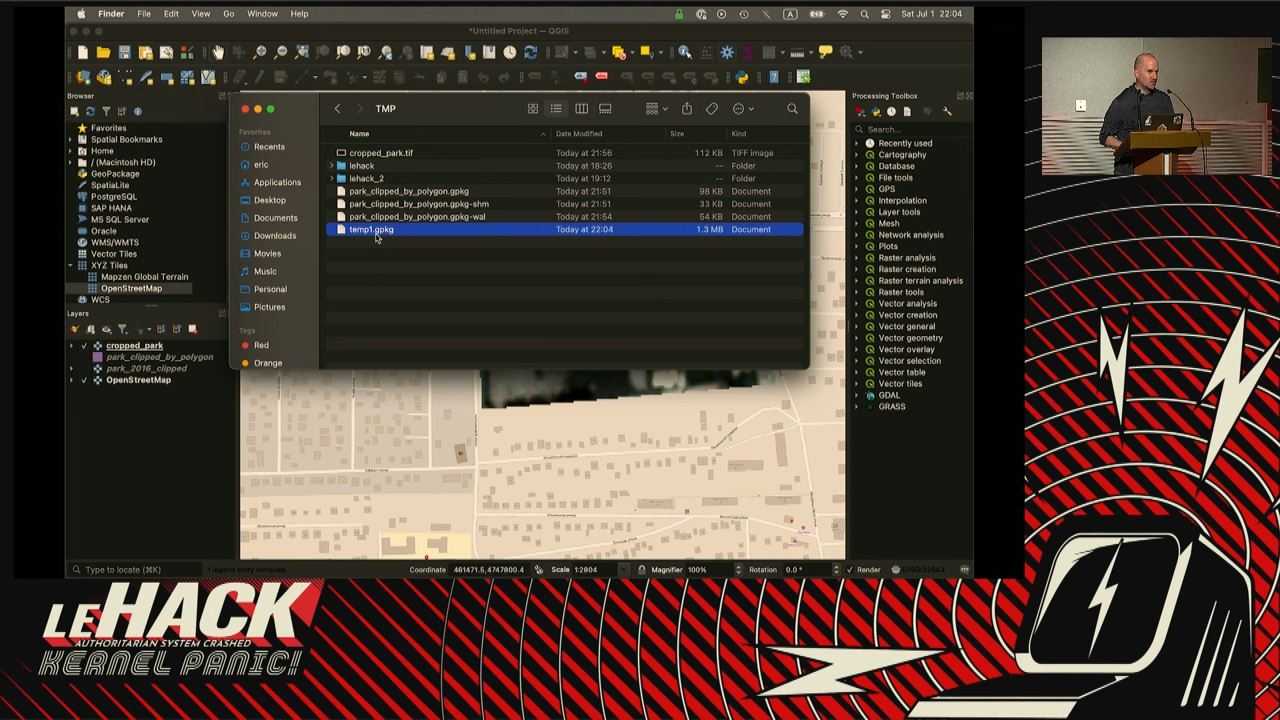 Finder File Edit View Go Window Help
A
Sat Jul 1 22:04
*Untitled Project — QGIS
Browser
Favorites
Spatial Bookmarks
Home
/ (Macintosh HD)
GeoPackage
SpatiaLite
PostgreSQL
SAP HANA
MS SQL Server
Oracle
WMS/WMTS
Vector Tiles
XYZ Tiles
Mapzen Global Terrain
OpenStreetMap
WCS
Layers
cropped_park
park_clipped_by_polygon
park_2016_clipped
OpenStreetMap
Favorites
Recents
eric
Applications
Desktop
Documents
Downloads
Movies
Music
Personal
Pictures
Tags
Red
Orange
TMP
Name Date Modified Size Kind
cropped_park.tif Today at 21:56 112 KB TIFF image
lehack Today at 18:26 -- Folder
lehack_2 Today at 19:12 -- Folder
park_clipped_by_polygon.gpkg Today at 21:51 98 KB Document
park_clipped_by_polygon.gpkg-shm Today at 21:51 33 KB Document
park_clipped_by_polygon.gpkg-wal Today at 21:54 54 KB Document
temp1.gpkg Today at 22:04 1.3 MB Document
Processing Toolbox
Search...
Recently used
Cartography
Database
File tools
GPS
Interpolation
Layer tools
Mesh
Network analysis
Plots
Raster analysis
Raster creation
Raster terrain analysis
Raster tools
Vector analysis
Vector creation
Vector general
Vector geometry
Vector overlay
Vector selection
Vector table
Vector tiles
GDAL
GRASS
Type to locate (⌘K) 1 legend entry removed. Coordinate 461471.5,4747800.4 Scale 1:2804 Magnifier 100% Rotation 0.0 ° Render
LEHACK
AUTHORITARIAN SYSTEM CRASHED
KERNEL PANIC!